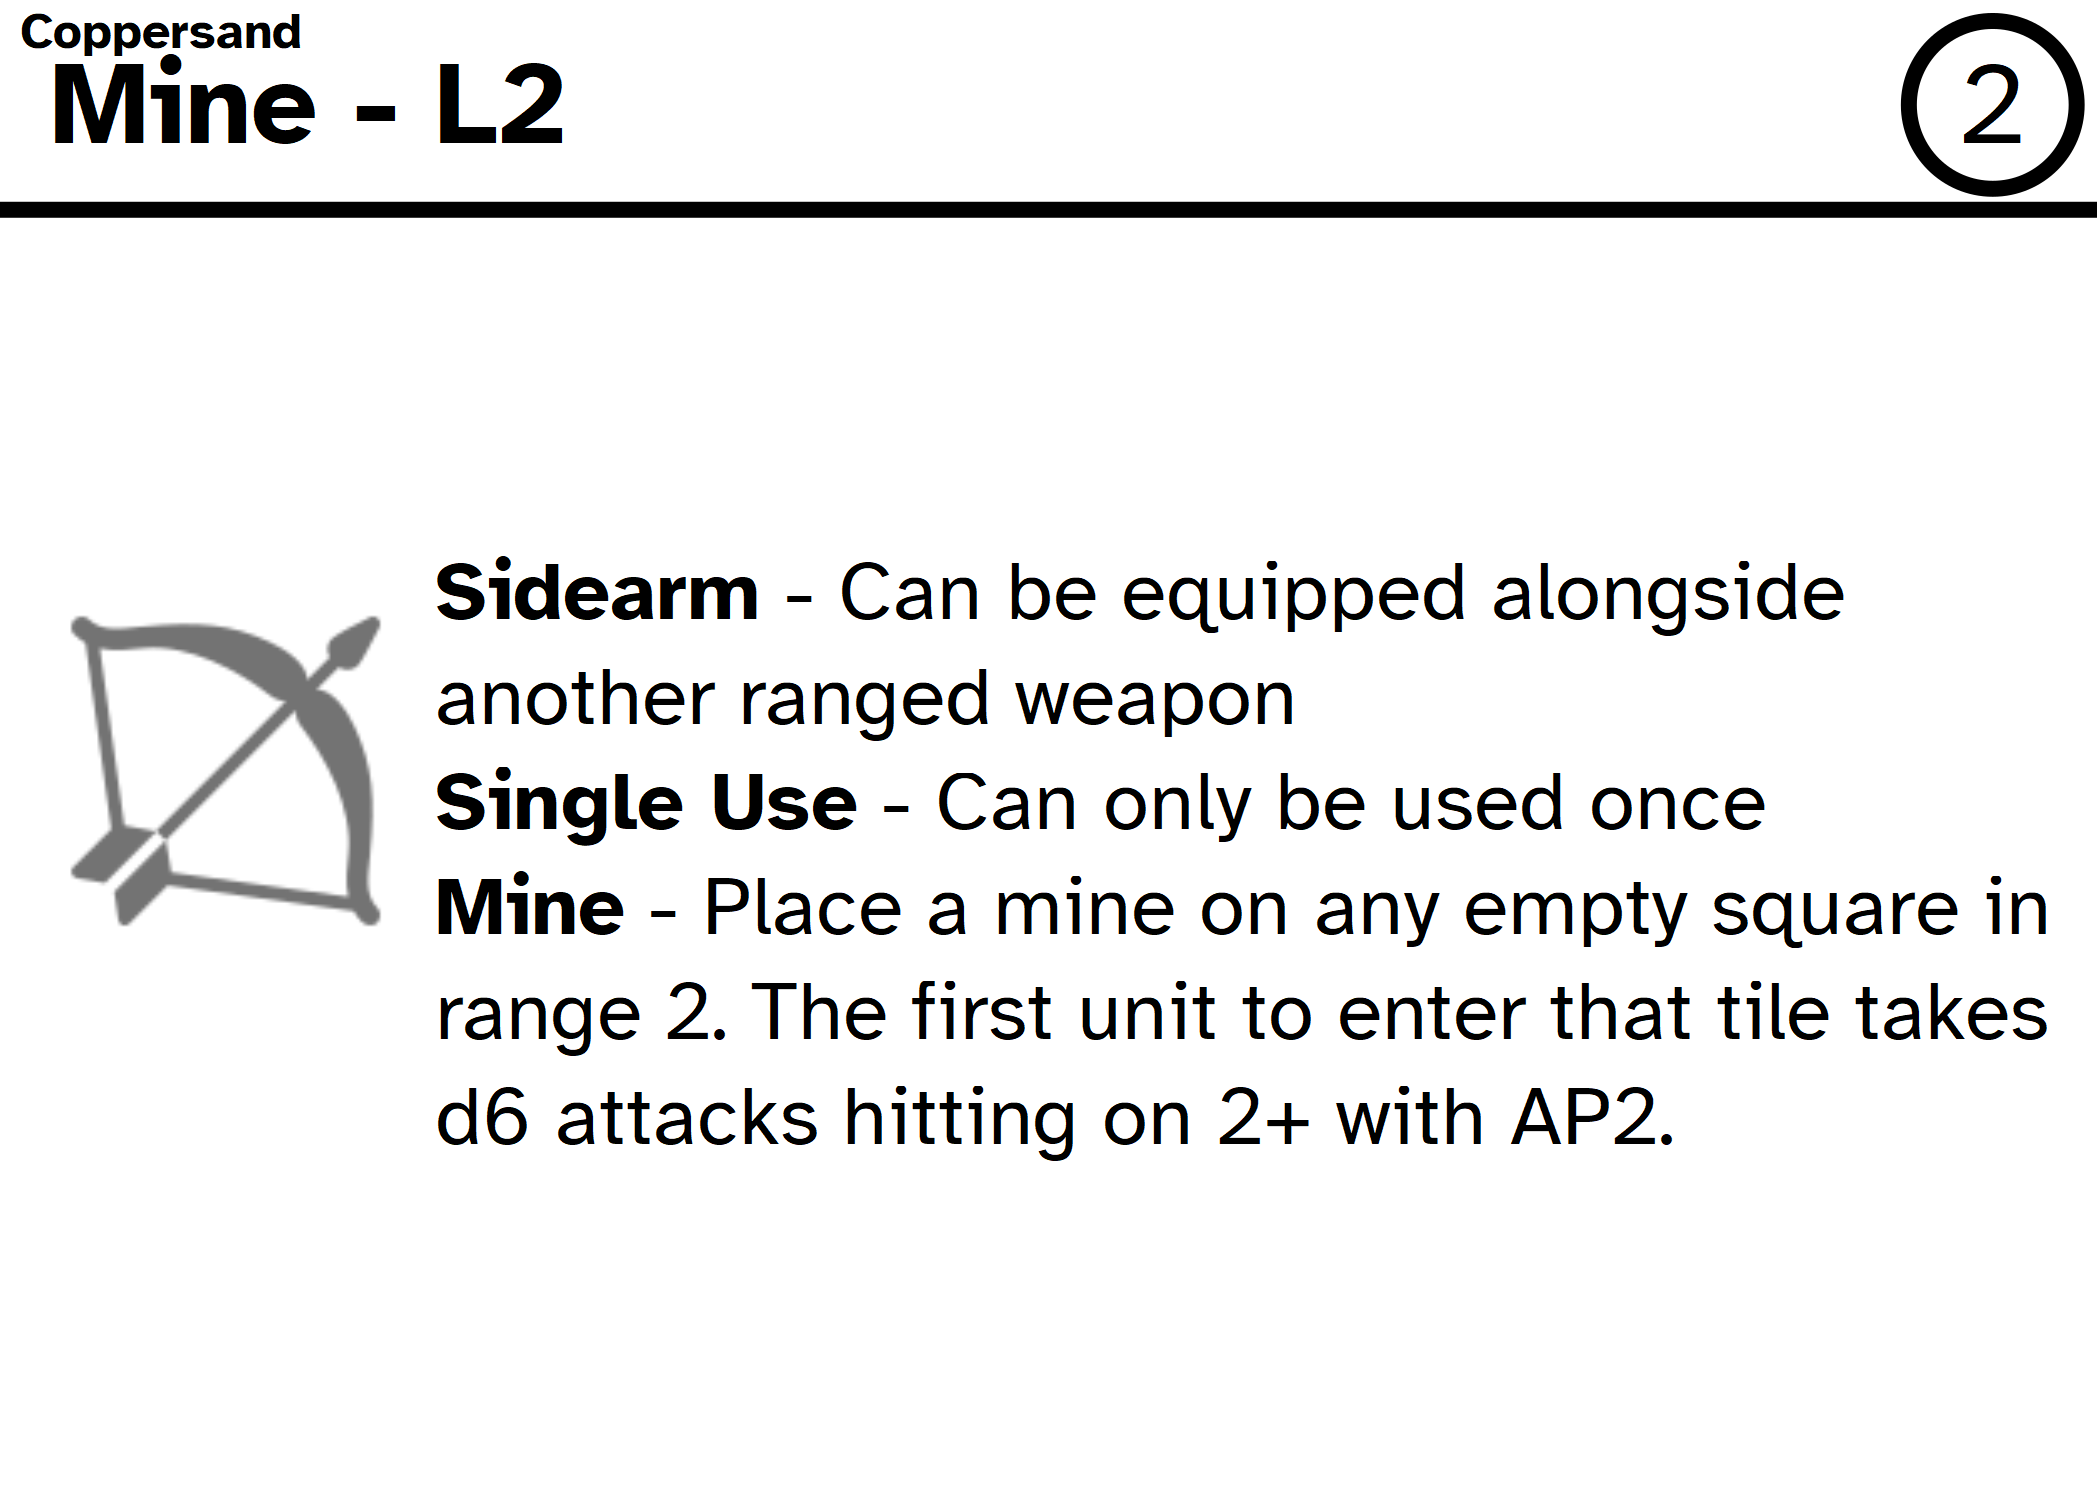 Coppersand
Mine - L2
2
Sidearm - Can be equipped alongside
another ranged weapon
Single Use - Can only be used once
Mine - Place a mine on any empty square in
range 2. The first unit to enter that tile takes
d6 attacks hitting on 2+ with AP2.